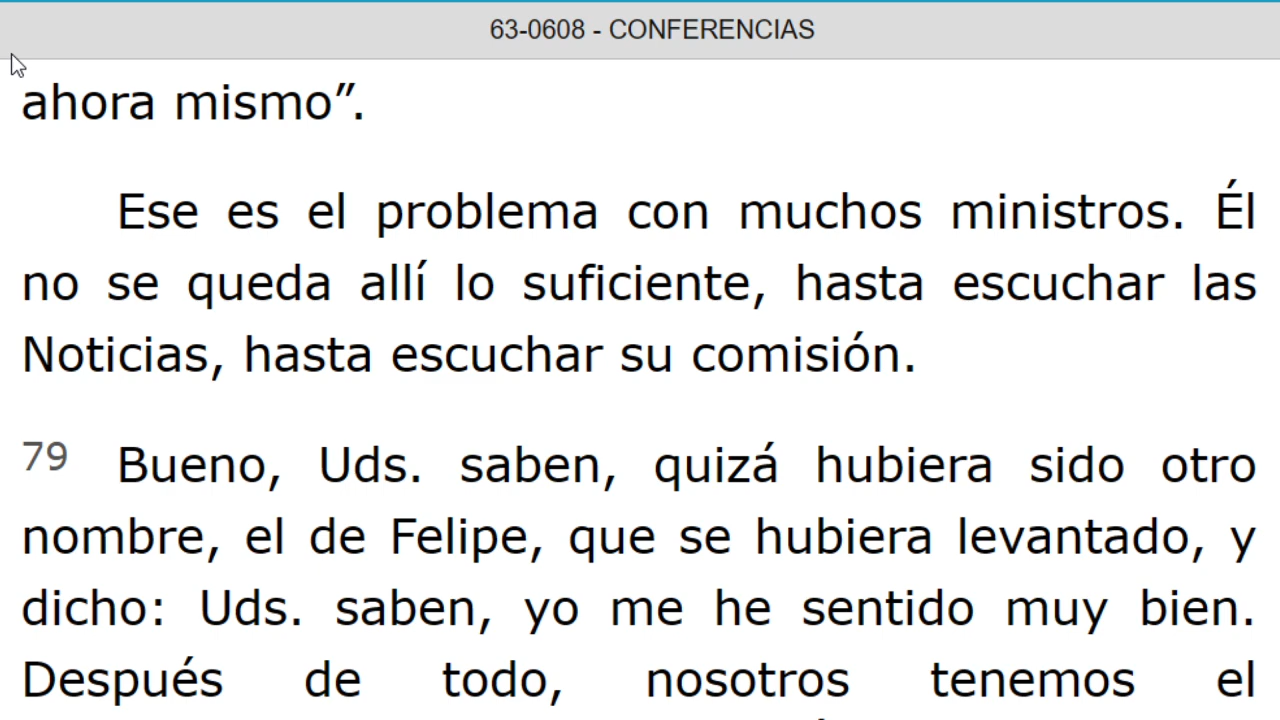 63-0608 - CONFERENCIAS
ahora mismo”.
Ese es el problema con muchos ministros. Él
no se queda allí lo suficiente, hasta escuchar las
Noticias, hasta escuchar su comisión.
79 Bueno, Uds. saben, quizá hubiera sido otro
nombre, el de Felipe, que se hubiera levantado, y
dicho: Uds. saben, yo me he sentido muy bien.
Después de todo, nosotros tenemos el